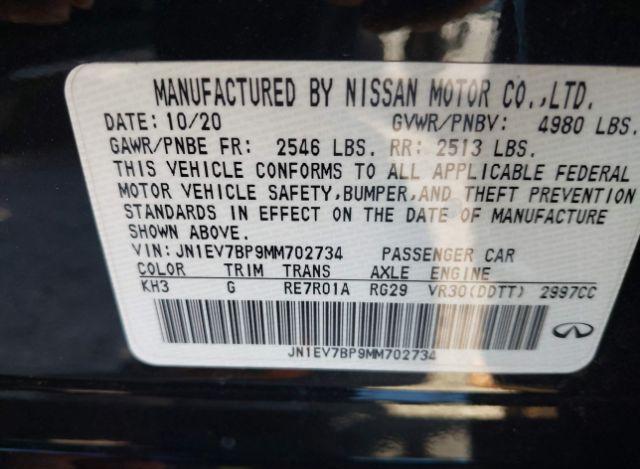 MANUFACTURED BY NISSAN MOTOR CO.,LTD.
DATE: 10/20 GVWR/PNBV: 4980 LBS.
GAWR/PNBE FR: 2546 LBS. RR: 2513 LBS.
THIS VEHICLE CONFORMS TO ALL APPLICABLE FEDERAL
MOTOR VEHICLE SAFETY,BUMPER,AND THEFT PREVENTION
STANDARDS IN EFFECT ON THE DATE OF MANUFACTURE
SHOWN ABOVE.
VIN:JN1EV7BP9MM702734 PASSENGER CAR
COLOR TRIM TRANS AXLE ENGINE
KH3 G RE7R01A RG29 VR30(DDTT) 2997CC
JN1EV7BP9MM702734